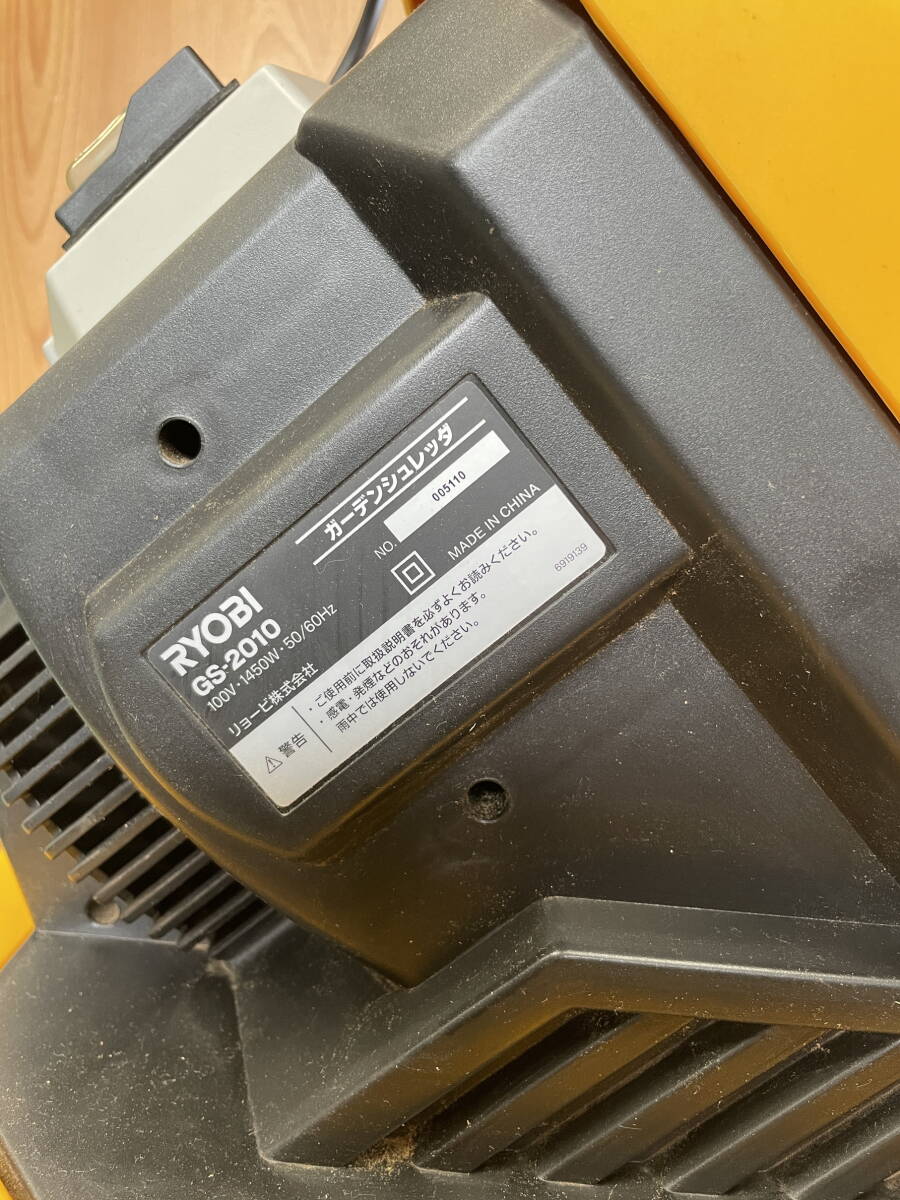 ガーデンシュレッダ
RYOBI
NO. 005110
GS-2010
100V・1450W・50/60Hz
MADE IN CHINA
リョービ株式会社
警告
・ご使用前に取扱説明書を必ずよくお読みください。
・感電・発煙などのおそれがあります。
雨中では使用しないでください。
6919139